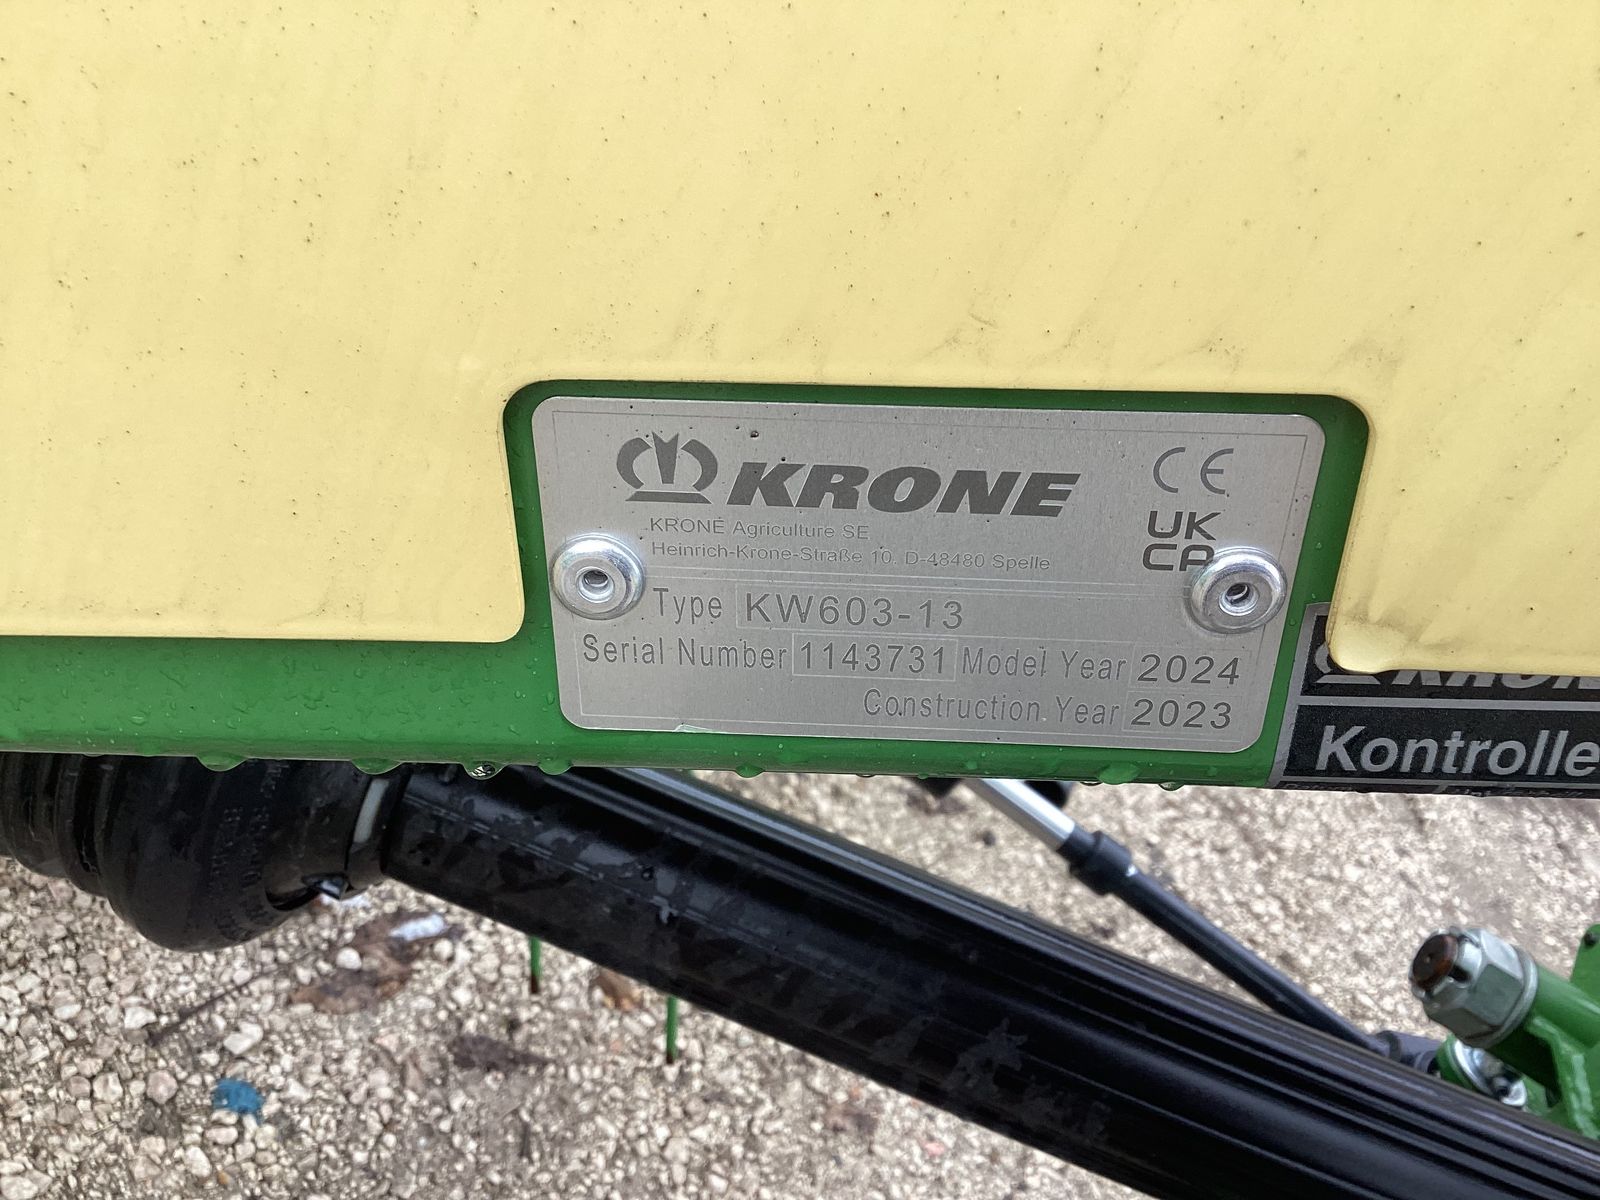 KRONE
KRONE Agriculture SE
Heinrich-Krone-Straße 10, D-48480 Spelle
CE
UK
CA
Type KW603-13
Serial Number 1143731 Model Year 2024
Construction Year 2023
KRONE
Kontrolle